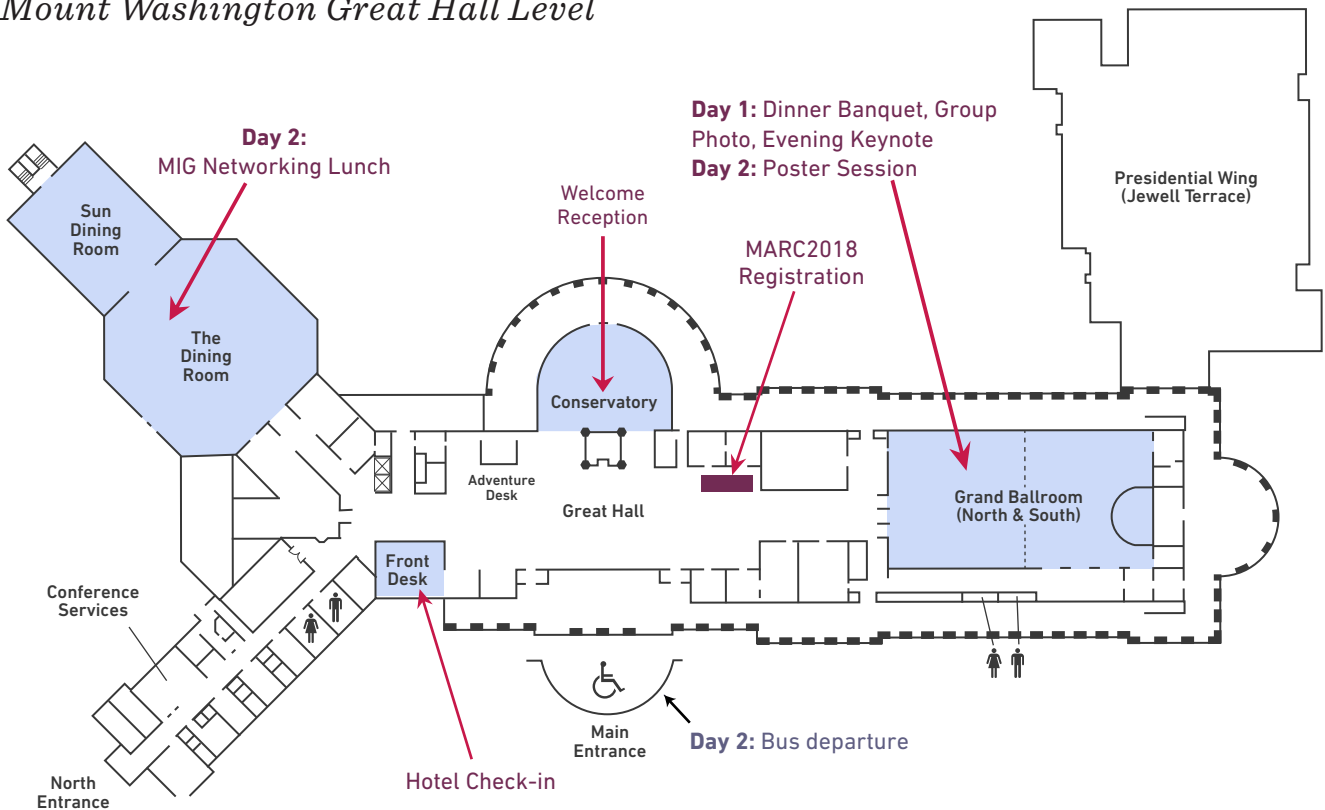 Mount Washington Great Hall Level
Day 1: Dinner Banquet, Group
Photo, Evening Keynote
Day 2: Poster Session
Day 2:
MIG Networking Lunch
Welcome
Reception
MARC2018
Registration
Presidential Wing
(Jewell Terrace)
Sun
Dining
Room
The
Dining
Room
Conservatory
Adventure
Desk
Great Hall
Grand Ballroom
(North & South)
Front
Desk
Conference
Services
Main
Entrance
Day 2: Bus departure
Hotel Check-in
North
Entrance